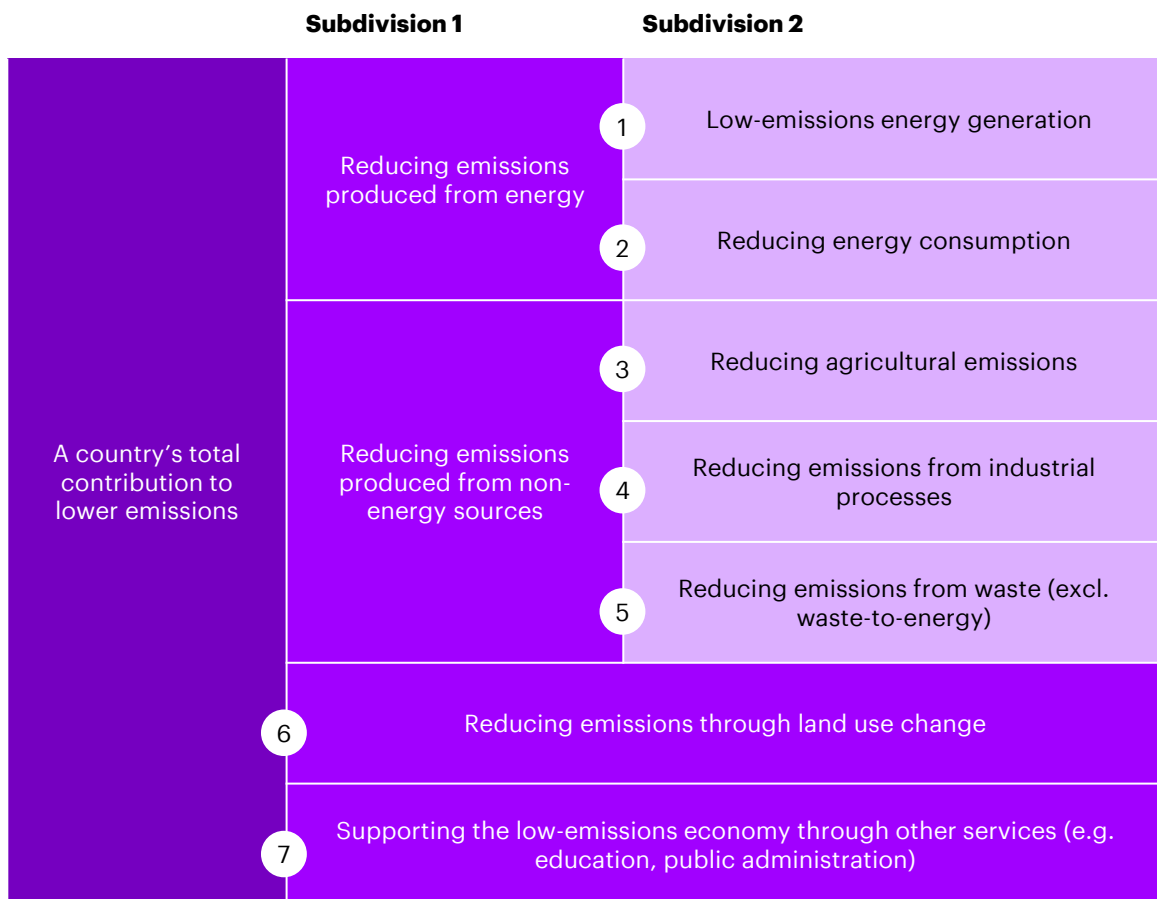 Subdivision 1
Subdivision 2
A country’s total
contribution to
lower emissions
Reducing emissions
produced from energy
1
Low-emissions energy generation
2
Reducing energy consumption
Reducing emissions
produced from non-
energy sources
3
Reducing agricultural emissions
4
Reducing emissions from industrial
processes
5
Reducing emissions from waste (excl.
waste-to-energy)
6
Reducing emissions through land use change
7
Supporting the low-emissions economy through other services (e.g.
education, public administration)